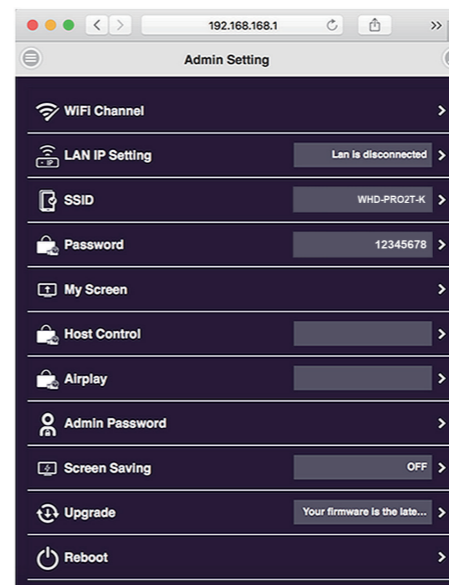 192.168.168.1
Admin Setting
WiFi Channel
LAN IP Setting Lan is disconnected
SSID WHD-PRO2T-K
Password 12345678
My Screen
Host Control
Airplay
Admin Password
Screen Saving OFF
Upgrade Your firmware is the late...
Reboot